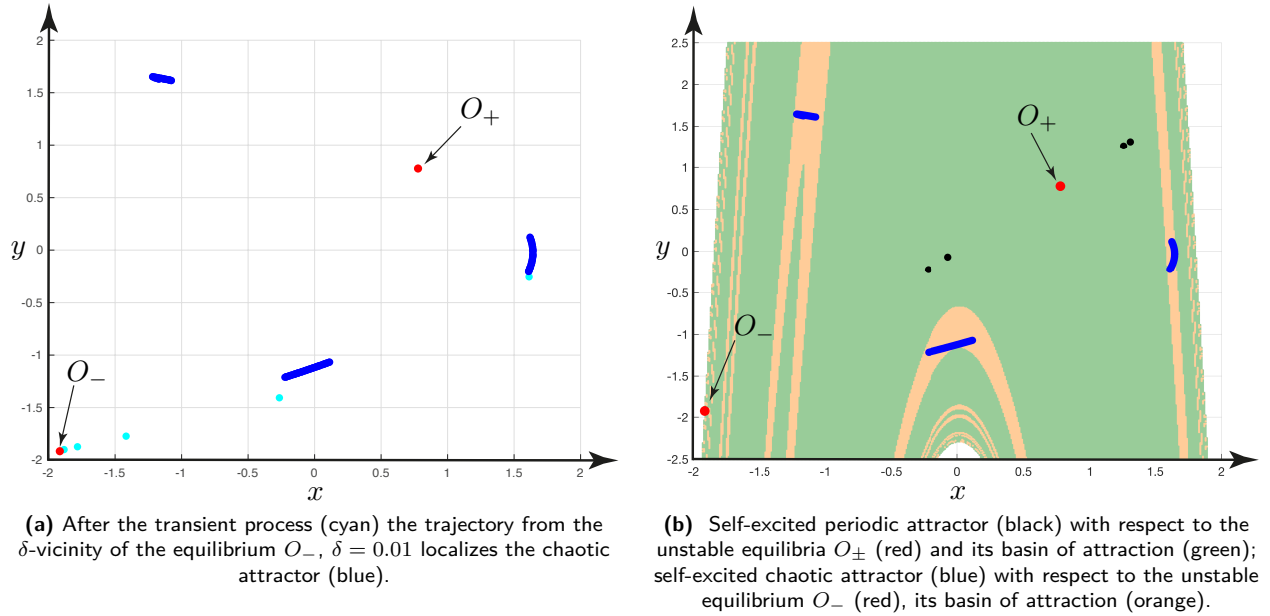 2
1.5
1
0.5
0
-0.5
-1
-1.5
-2
y
-2 -1.5 -1 -0.5 0 0.5 1 1.5 2
x
O+
O−
(a) After the transient process (cyan) the trajectory from the
δ-vicinity of the equilibrium O−, δ = 0.01 localizes the chaotic
attractor (blue).
2.5
2
1.5
1
0.5
0
-0.5
-1
-1.5
-2
-2.5
y
-2 -1.5 -1 -0.5 0 0.5 1 1.5 2
x
O+
O−
(b) Self-excited periodic attractor (black) with respect to the
unstable equilibria O± (red) and its basin of attraction (green);
self-excited chaotic attractor (blue) with respect to the unstable
equilibrium O− (red), its basin of attraction (orange).